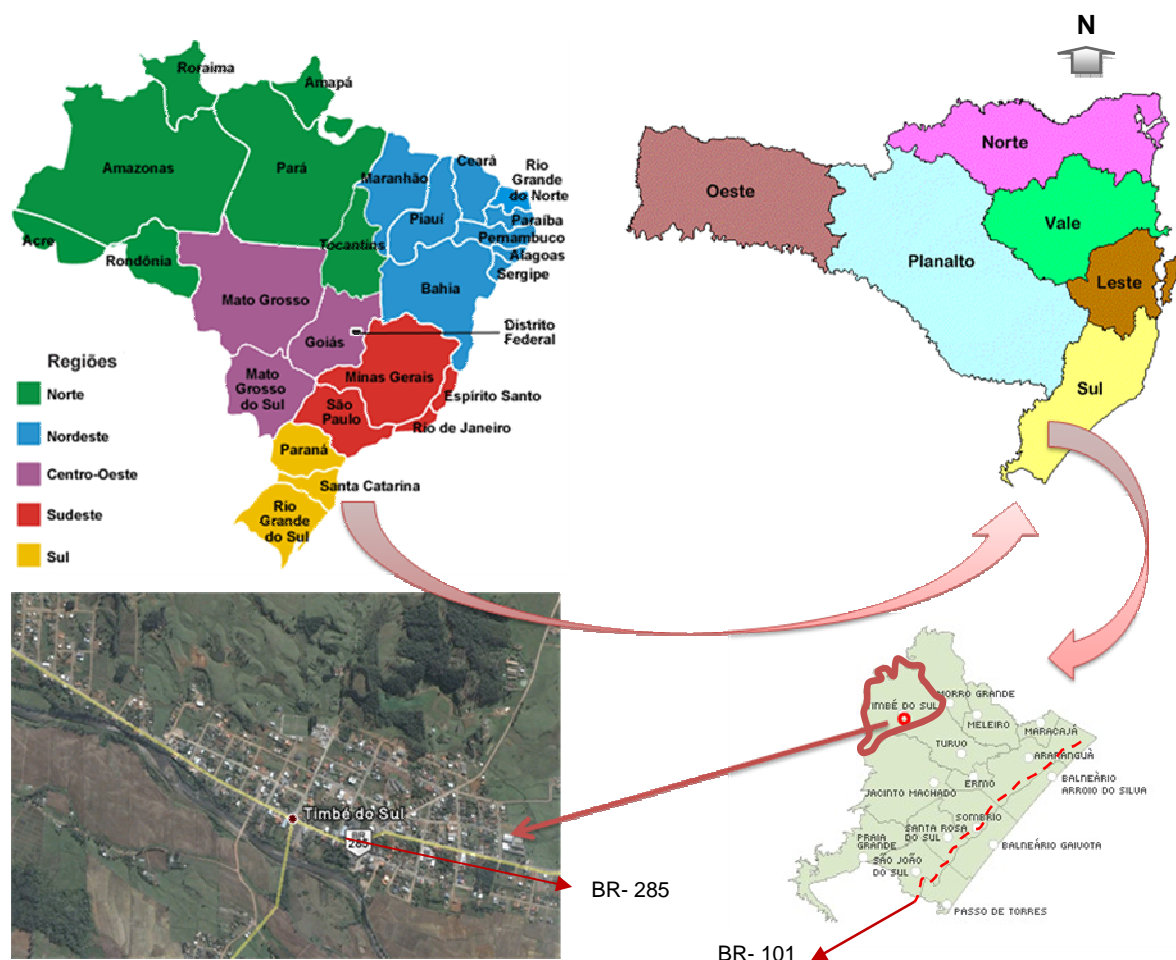 N
Roraima
Amapá
Amazonas
Pará
Maranhão
Ceará
Rio
Grande
do Norte
Piauí
Paraíba
Pernambuco
Alagoas
Sergipe
Acre
Rondônia
Tocantins
Bahia
Mato Grosso
Goiás
Distrito
Federal
Mato
Grosso
do Sul
Minas Gerais
Espírito Santo
São
Paulo
Rio de Janeiro
Paraná
Santa Catarina
Rio
Grande
do Sul
Regiões
Norte
Nordeste
Centro-Oeste
Sudeste
Sul
Oeste
Norte
Vale
Planalto
Leste
Sul
Timbé do Sul
BR
285
BR- 285
TIMBÉ DO SUL
MORRO GRANDE
MELEIRO
MARACAJÁ
TURVO
ARARANGUÁ
ERMO
BALNEÁRIO
ARROIO DO SILVA
JACINTO MACHADO
SOMBRIO
SANTA ROSA
DO SUL
PRAIA
GRANDE
BALNEÁRIO GAIVOTA
SÃO JOÃO
DO SUL
PASSO DE TORRES
BR- 101